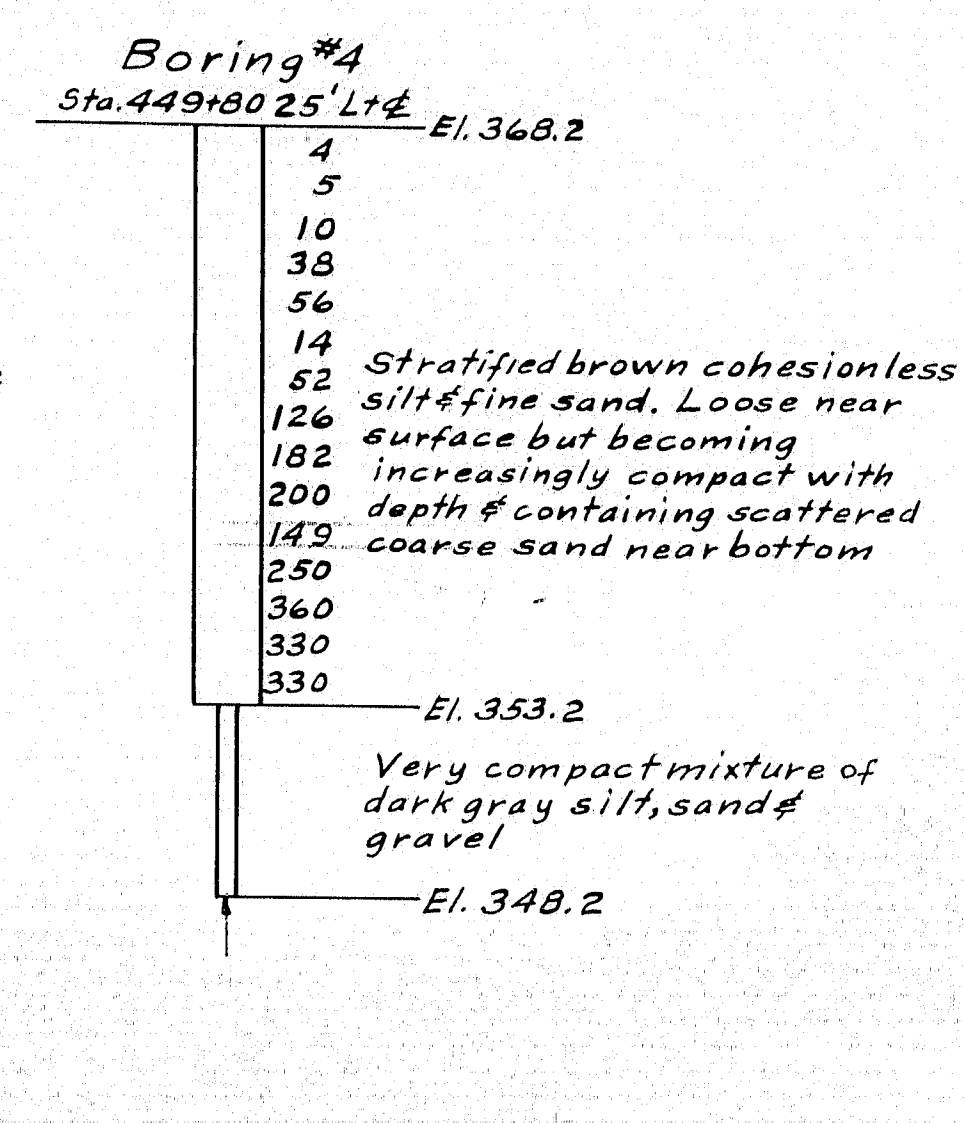 Boring #4
Sta. 449+80 25' Lt ℄
El. 368.2
4
5
10
38
56
14
52
126
182
200
149
250
360
330
330
Stratified brown cohesionless
silt & fine sand. Loose near
surface but becoming
increasingly compact with
depth & containing scattered
coarse sand near bottom
El. 353.2
Very compact mixture of
dark gray silt, sand &
gravel
El. 348.2